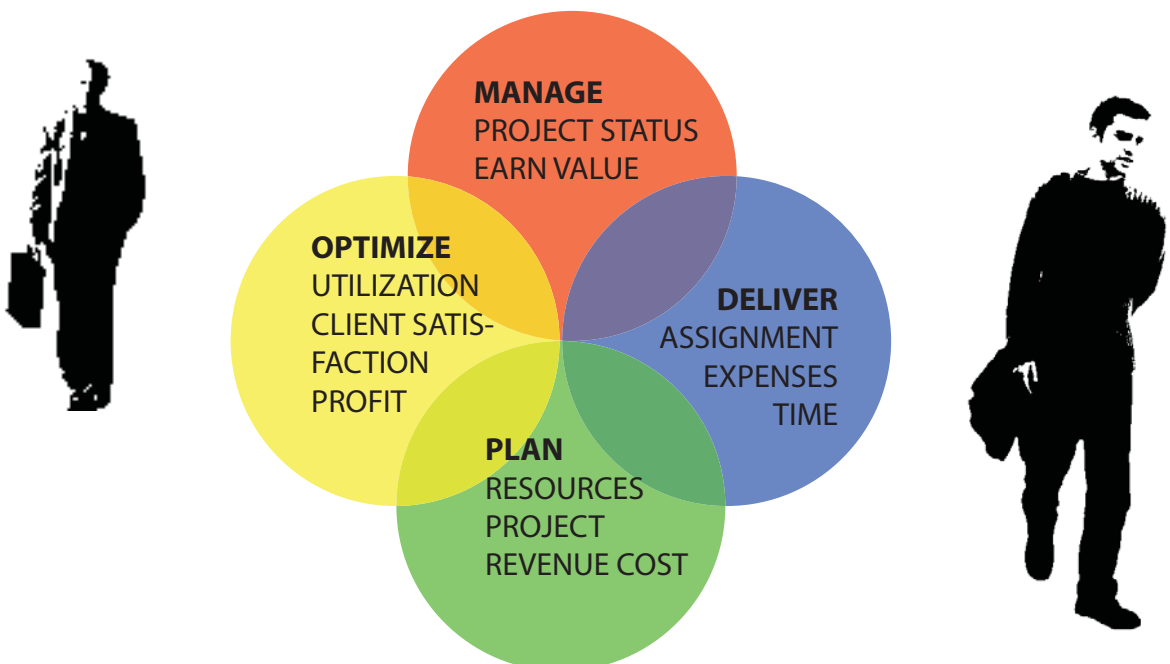 MANAGE
PROJECT STATUS
EARN VALUE
OPTIMIZE
UTILIZATION
CLIENT SATIS-
FACTION
PROFIT
DELIVER
ASSIGNMENT
EXPENSES
TIME
PLAN
RESOURCES
PROJECT
REVENUE COST